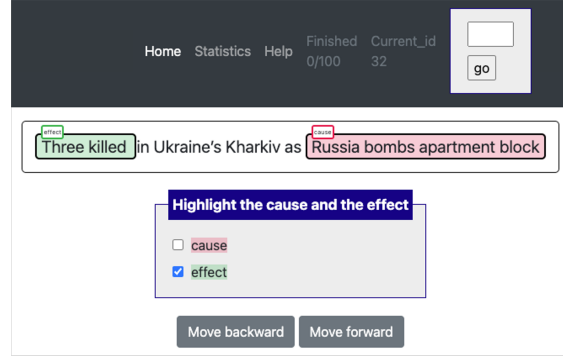 Home Statistics Help Finished 0/100 Current_id 32
go
effect cause
Three killed in Ukraine's Kharkiv as Russia bombs apartment block
Highlight the cause and the effect
cause
effect
Move backward Move forward